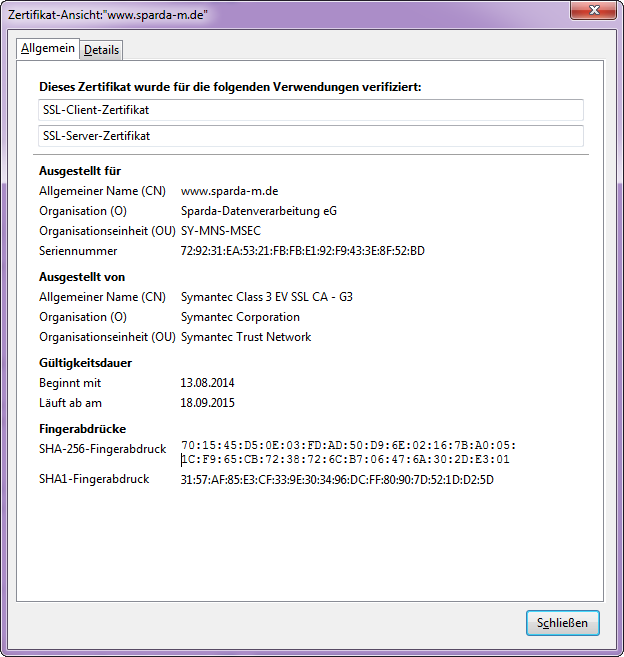 Zertifikat-Ansicht:"www.sparda-m.de"
Allgemein Details
Dieses Zertifikat wurde für die folgenden Verwendungen verifiziert:
SSL-Client-Zertifikat
SSL-Server-Zertifikat
Ausgestellt für
Allgemeiner Name (CN) www.sparda-m.de
Organisation (O) Sparda-Datenverarbeitung eG
Organisationseinheit (OU) SY-MNS-MSEC
Seriennummer 72:92:31:EA:53:21:FB:FB:E1:92:F9:43:3E:8F:52:BD
Ausgestellt von
Allgemeiner Name (CN) Symantec Class 3 EV SSL CA - G3
Organisation (O) Symantec Corporation
Organisationseinheit (OU) Symantec Trust Network
Gültigkeitsdauer
Beginnt mit 13.08.2014
Läuft ab am 18.09.2015
Fingerabdrücke
SHA-256-Fingerabdruck 70:15:45:D5:0E:03:FD:AD:50:D9:6E:02:16:7B:A0:05:
1C:F9:65:CB:72:38:72:6C:B7:06:47:6A:30:2D:E3:01
SHA1-Fingerabdruck 31:57:AF:85:E3:CF:33:9E:30:34:96:DC:FF:80:90:7D:52:1D:D2:5D
Schließen